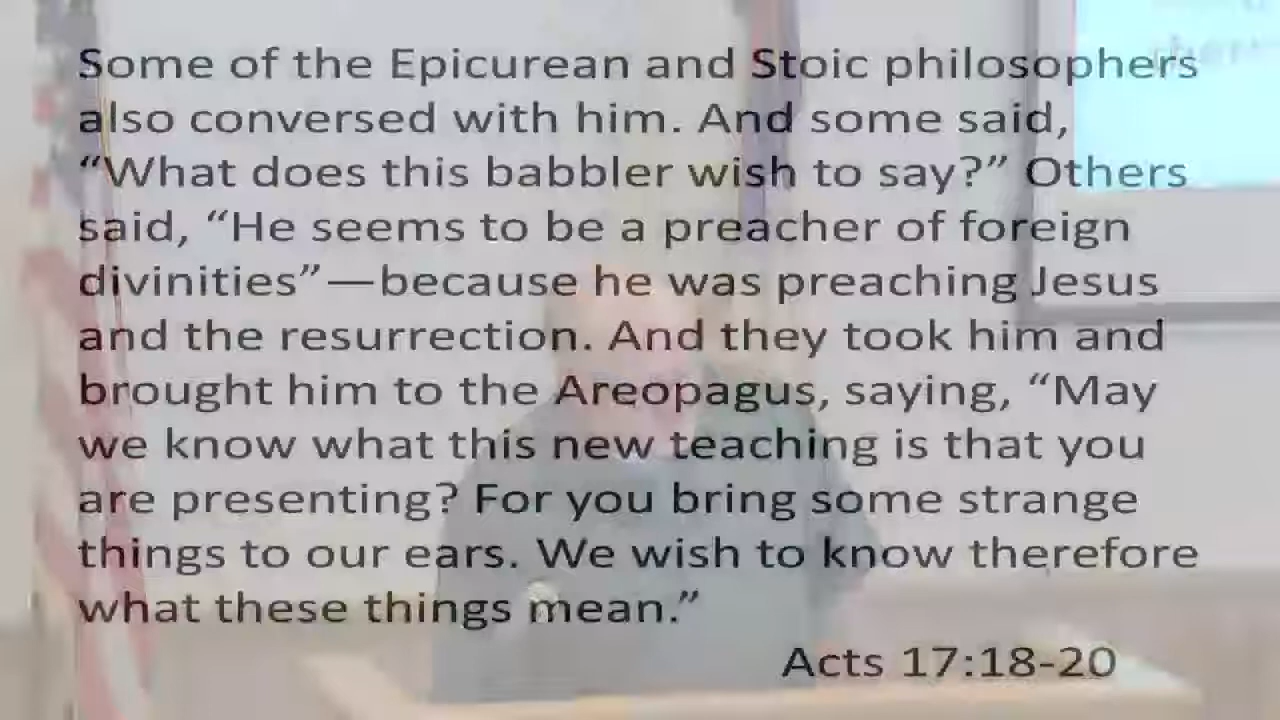 Some of the Epicurean and Stoic philosophers
also conversed with him. And some said,
“What does this babbler wish to say?” Others
said, “He seems to be a preacher of foreign
divinities”—because he was preaching Jesus
and the resurrection. And they took him and
brought him to the Areopagus, saying, “May
we know what this new teaching is that you
are presenting? For you bring some strange
things to our ears. We wish to know therefore
what these things mean.”
Acts 17:18-20